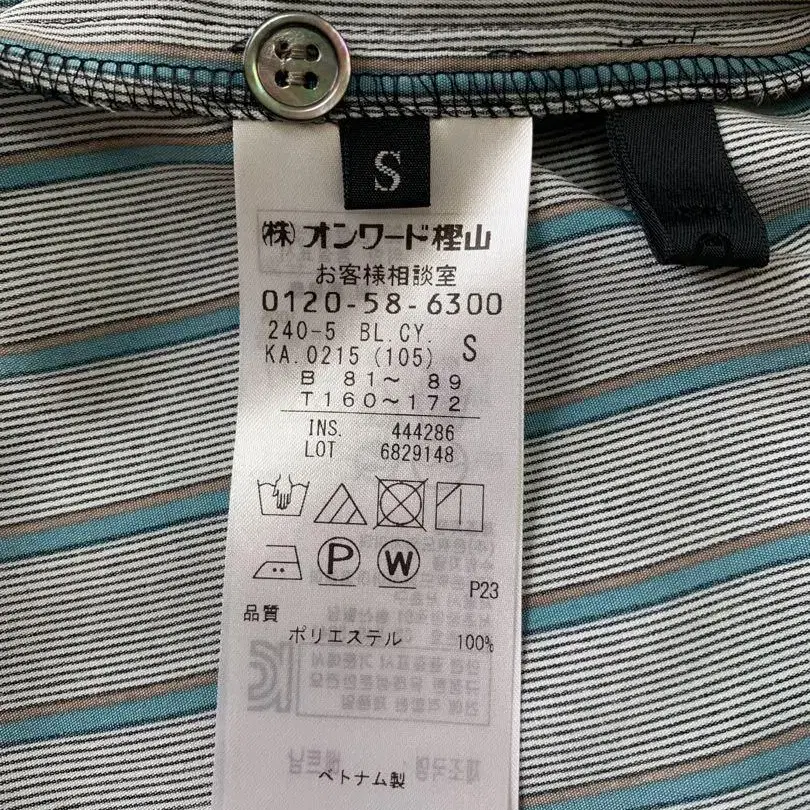 S
㈱オンワード樫山
お客様相談室
0120-58-6300
240-5 BL.CY.
KA.0215(105) S
B 81～ 89
T160～172
INS. 444286
LOT 6829148
P W
P23
品質
ポリエステル 100%
ベトナム製